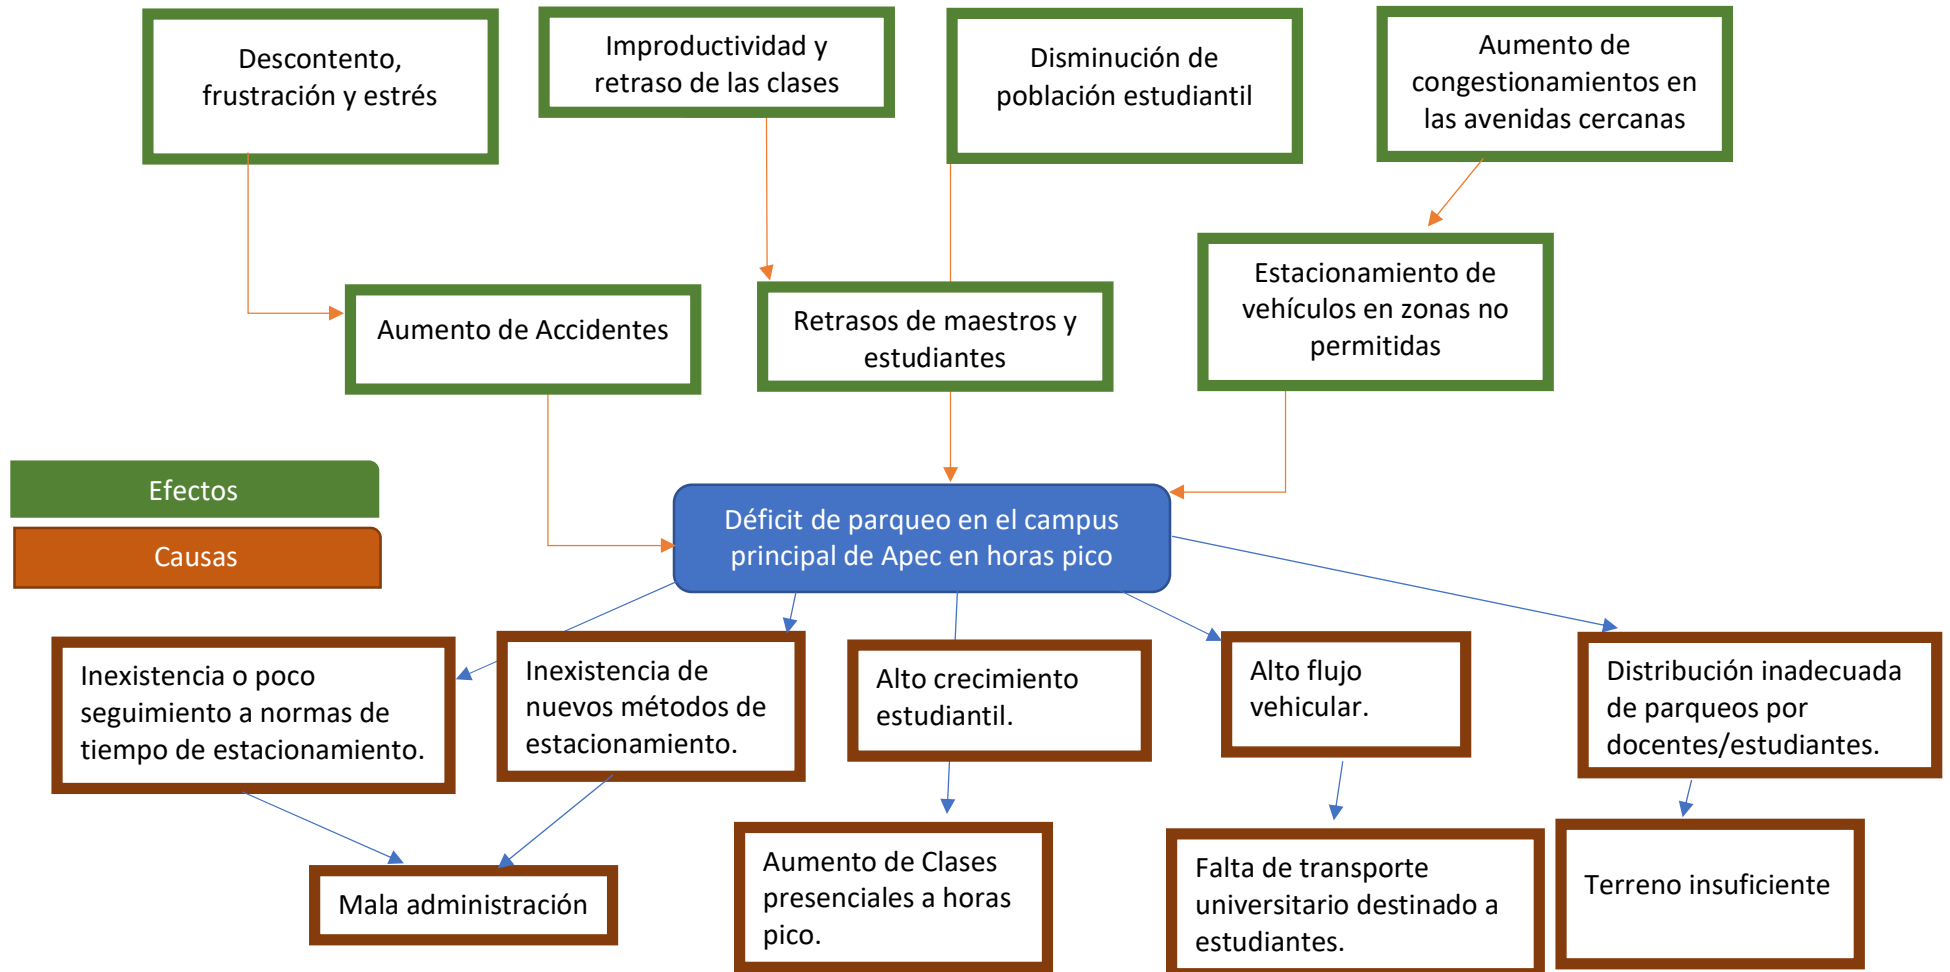 Descontento,
frustración y estrés
Improductividad y
retraso de las clases
Disminución de
población estudiantil
Aumento de
congestionamientos en
las avenidas cercanas
Aumento de Accidentes
Retrasos de maestros y
estudiantes
Estacionamiento de
vehículos en zonas no
permitidas
Efectos
Causas
Déficit de parqueo en el campus
principal de Apec en horas pico
Inexistencia o poco
seguimiento a normas de
tiempo de estacionamiento.
Inexistencia de
nuevos métodos de
estacionamiento.
Alto crecimiento
estudiantil.
Alto flujo
vehicular.
Distribución inadecuada
de parqueos por
docentes/estudiantes.
Mala administración
Aumento de Clases
presenciales a horas
pico.
Falta de transporte
universitario destinado a
estudiantes.
Terreno insuficiente